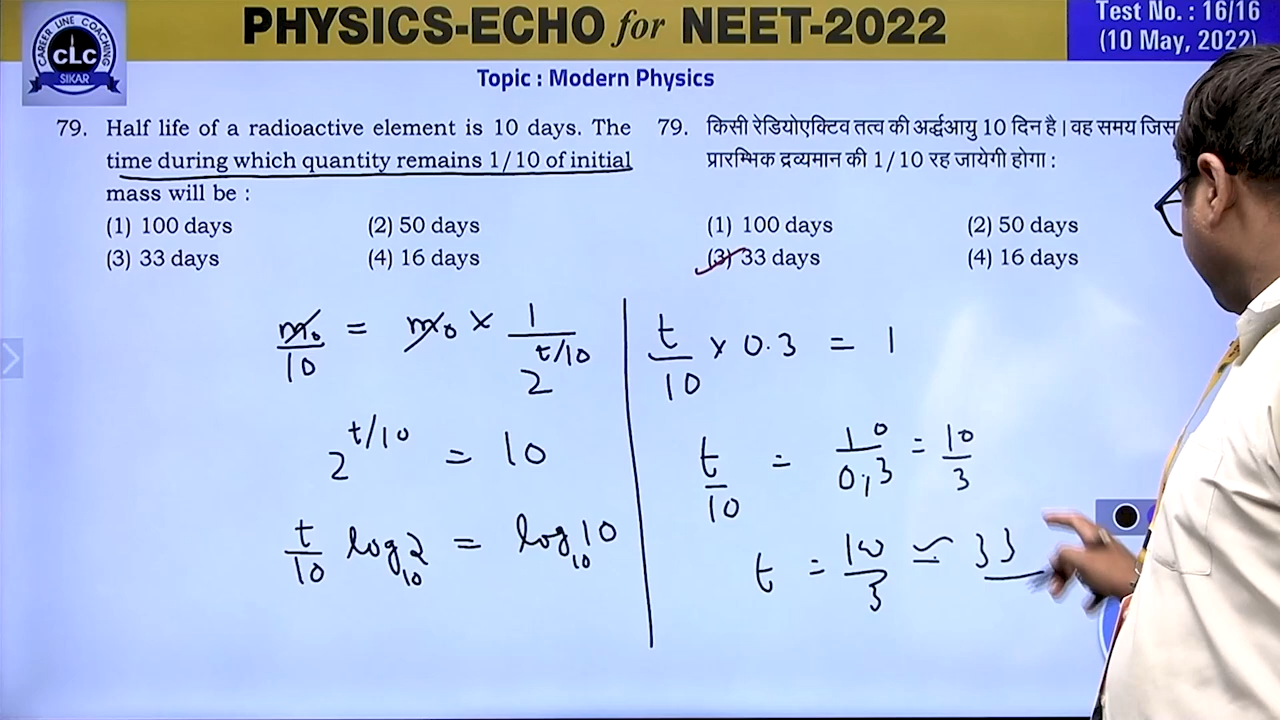 PHYSICS-ECHO for NEET-2022
Test No. : 16/16
(10 May, 2022)
CAREER LINE COACHING
CLC
SIKAR
Topic : Modern Physics
79. Half life of a radioactive element is 10 days. The
time during which quantity remains 1/10 of initial
mass will be :
(1) 100 days (2) 50 days
(3) 33 days (4) 16 days
79. किसी रेडियोएक्टिव तत्व की अर्द्धआयु 10 दिन है। वह समय
प्रारम्भिक द्रव्यमान की 1/10 रह जायेगी होगा :
(1) 100 days (2) 50 days
(3) 33 days (4) 16 days
m₀/10 = m₀ × 1/2^(t/10)
2^(t/10) = 10
t/10 log₁₀2 = log₁₀10
t/10 × 0.3 = 1
t/10 = 10/0.3 = 10/3
t = 100/3 ≃ 33